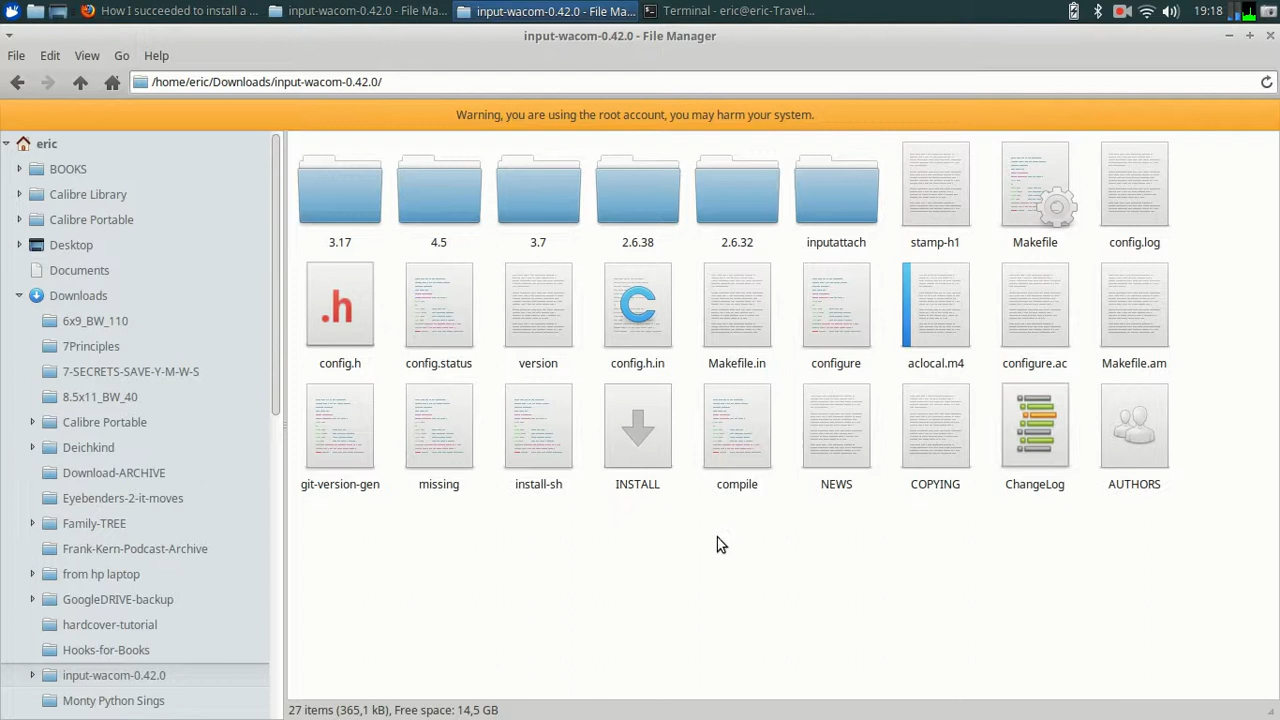 How I succeeded to install a ...
input-wacom-0.42.0 - File Ma...
input-wacom-0.42.0 - File Ma...
Terminal - eric@eric-Travel...
19:18
input-wacom-0.42.0 - File Manager
File Edit View Go Help
/home/eric/Downloads/input-wacom-0.42.0/
Warning, you are using the root account, you may harm your system.
eric
BOOKS
Calibre Library
Calibre Portable
Desktop
Documents
Downloads
6x9_BW_110
7Principles
7-SECRETS-SAVE-Y-M-W-S
8.5x11_BW_40
Calibre Portable
Deichkind
Download-ARCHIVE
Eyebenders-2-it-moves
Family-TREE
Frank-Kern-Podcast-Archive
from hp laptop
GoogleDRIVE-backup
hardcover-tutorial
Hooks-for-Books
input-wacom-0.42.0
Monty Python Sings
3.17 4.5 3.7 2.6.38 2.6.32 inputattach stamp-h1 Makefile config.log
.h
config.h config.status version config.h.in Makefile.in configure aclocal.m4 configure.ac Makefile.am
git-version-gen missing install-sh INSTALL compile NEWS COPYING ChangeLog AUTHORS
27 items (365,1 kB), Free space: 14,5 GB